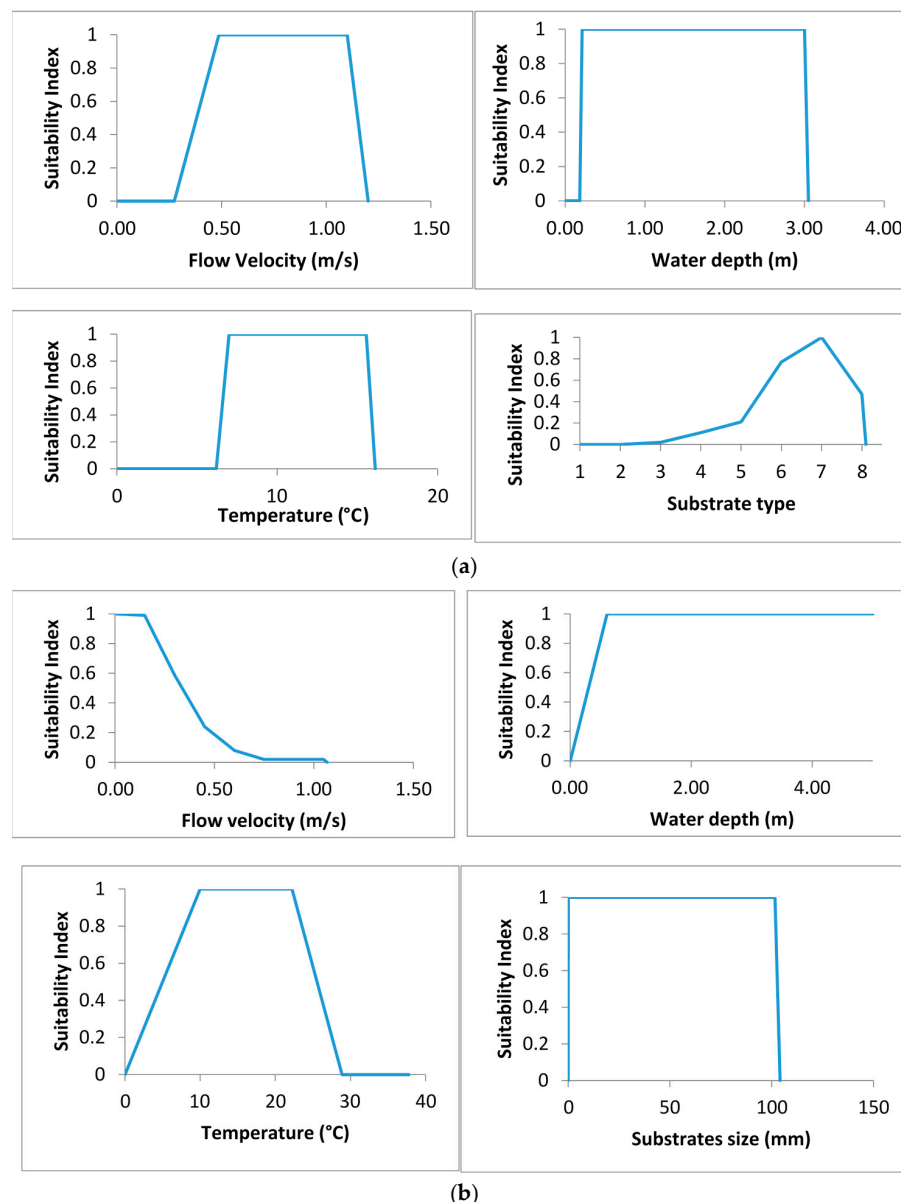 Suitability Index
1
0.8
0.6
0.4
0.2
0
0.00 0.50 1.00 1.50
Flow Velocity (m/s)
Suitability Index
1
0.8
0.6
0.4
0.2
0
0.00 1.00 2.00 3.00 4.00
Water depth (m)
Suitability Index
1
0.8
0.6
0.4
0.2
0
0 10 20
Temperature (°C)
Suitability Index
1
0.8
0.6
0.4
0.2
0
1 2 3 4 5 6 7 8
Substrate type
(a)
Suitability Index
1
0.8
0.6
0.4
0.2
0
0.00 0.50 1.00 1.50
Flow velocity (m/s)
Suitability Index
1
0.8
0.6
0.4
0.2
0
0.00 2.00 4.00
Water depth (m)
Suitability Index
1
0.8
0.6
0.4
0.2
0
0 10 20 30 40
Temperature (°C)
Suitability Index
1
0.8
0.6
0.4
0.2
0
0 50 100 150
Substrates size (mm)
(b)